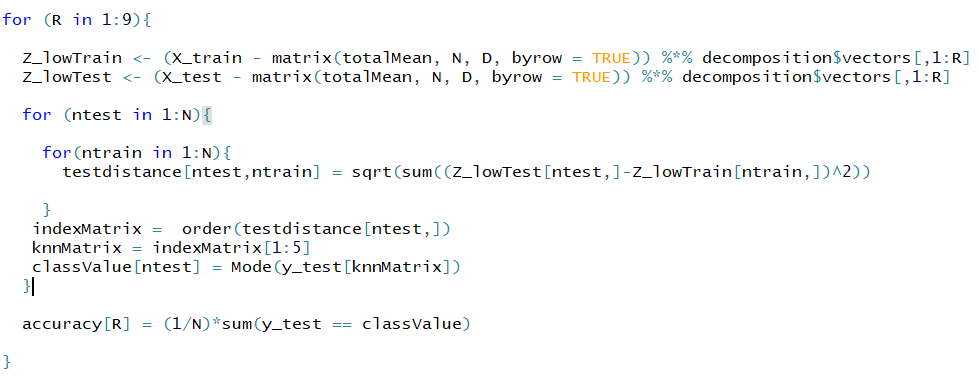 for (R in 1:9){
Z_lowTrain <- (X_train - matrix(totalMean, N, D, byrow = TRUE)) %*% decomposition$vectors[,1:R]
Z_lowTest <- (X_test - matrix(totalMean, N, D, byrow = TRUE)) %*% decomposition$vectors[,1:R]
for (ntest in 1:N){
for(ntrain in 1:N){
testdistance[ntest,ntrain] = sqrt(sum((Z_lowTest[ntest,]-Z_lowTrain[ntrain,])^2))
}
indexMatrix =  order(testdistance[ntest,])
knnMatrix = indexMatrix[1:5]
classValue[ntest] = Mode(y_test[knnMatrix])
}
accuracy[R] = (1/N)*sum(y_test == classValue)
}